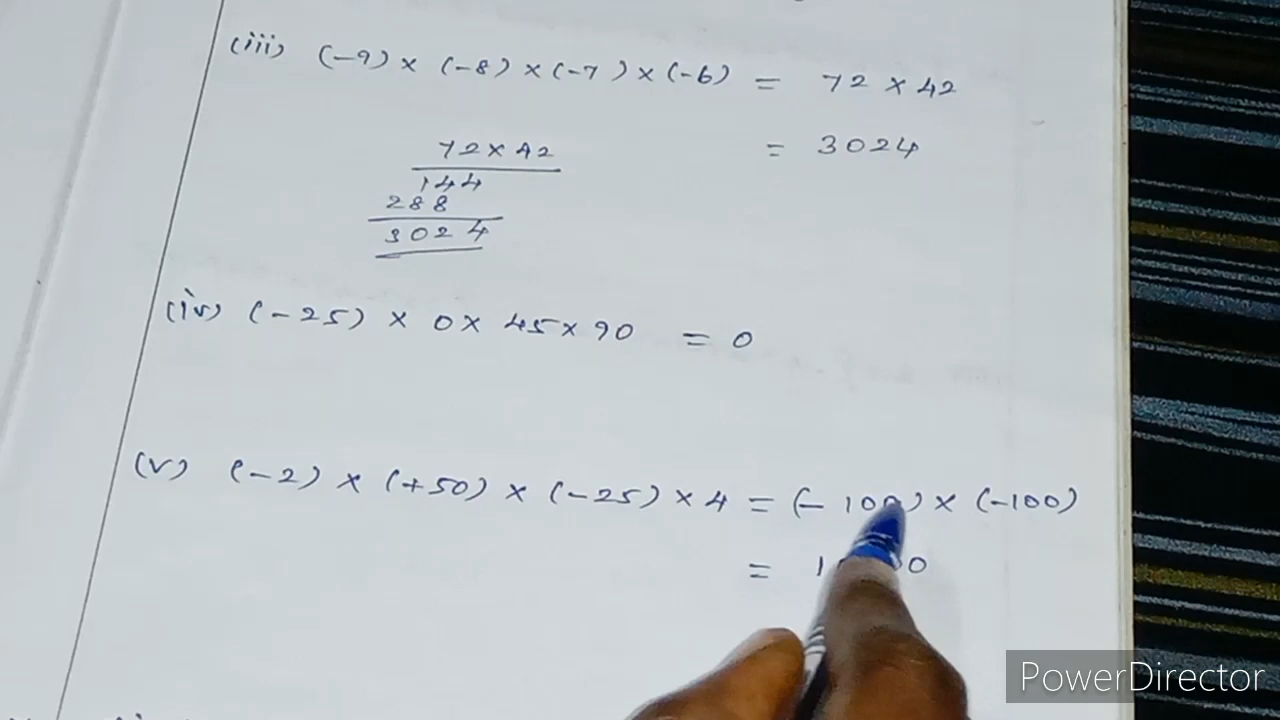 (iii) (-9) × (-8) × (-7) × (-6) = 72 × 42
= 3024
72 × 42
144
288
3024
(iv) (-25) × 0 × 45 × 90 = 0
(v) (-2) × (+50) × (-25) × 4 = (-100) × (-100)
=
PowerDirector